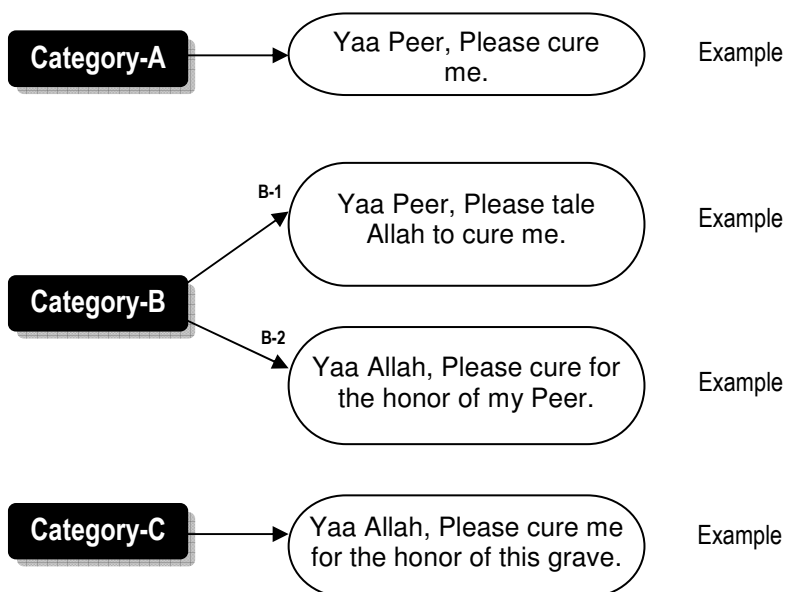 Category-A
Yaa Peer, Please cure
me.
Example
B-1
Yaa Peer, Please tale
Allah to cure me.
Example
Category-B
B-2
Yaa Allah, Please cure for
the honor of my Peer.
Example
Category-C
Yaa Allah, Please cure me
for the honor of this grave.
Example